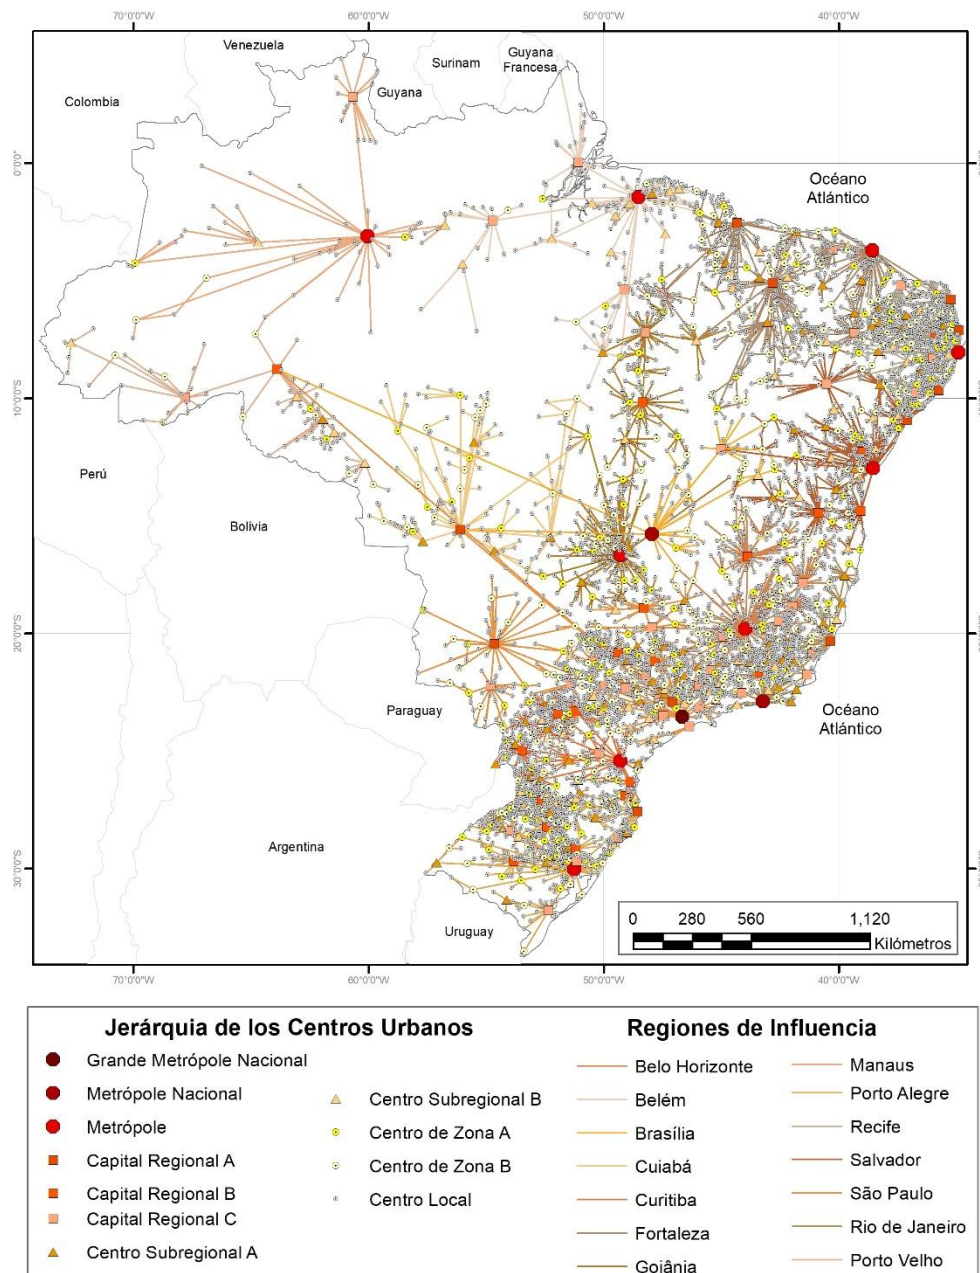 70°0'0"W 60°0'0"W 50°0'0"W 40°0'0"W
Venezuela
Guyana
Francesa
Surinam
Guyana
Colombia
0°0'0"
Océano
Atlántico
10°0'0"S
Perú
Bolivia
20°0'0"S
Paraguay
Océano
Atlántico
Argentina
30°0'0"S
Uruguay
0 280 560 1,120
Kilómetros
70°0'0"W 60°0'0"W 50°0'0"W 40°0'0"W
Jerárquia de los Centros Urbanos
Grande Metrópole Nacional
Metrópole Nacional
Metrópole
Capital Regional A
Capital Regional B
Capital Regional C
Centro Subregional A
Centro Subregional B
Centro de Zona A
Centro de Zona B
Centro Local
Regiones de Influencia
Belo Horizonte
Belém
Brasília
Cuiabá
Curitiba
Fortaleza
Goiânia
Manaus
Porto Alegre
Recife
Salvador
São Paulo
Rio de Janeiro
Porto Velho